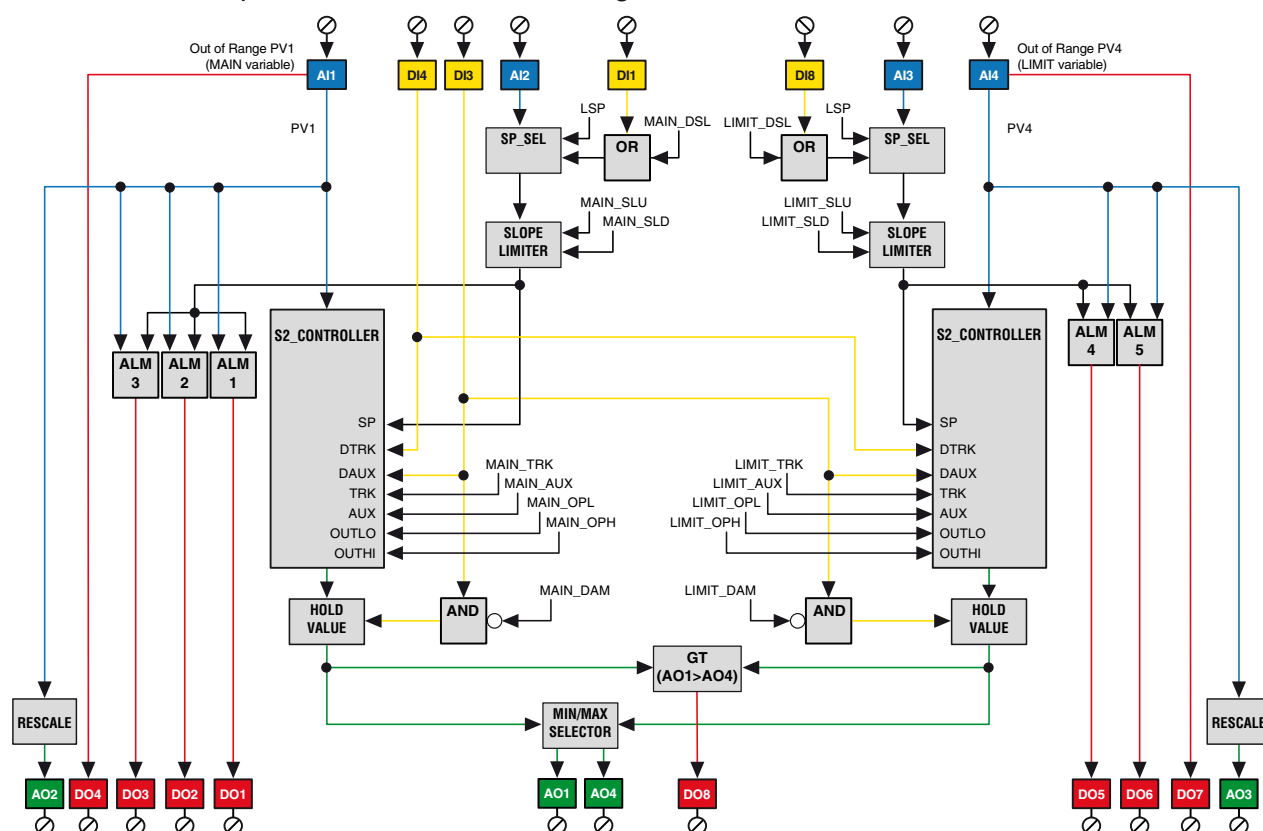 Out of Range PV1
(MAIN variable)
AI1
DI4
DI3
AI2
DI1
DI8
AI3
AI4
Out of Range PV4
(LIMIT variable)
PV1
LSP
MAIN_DSL
LIMIT_DSL
LSP
PV4
SP_SEL
OR
OR
SP_SEL
MAIN_SLU
MAIN_SLD
LIMIT_SLU
LIMIT_SLD
SLOPE
LIMITER
SLOPE
LIMITER
S2_CONTROLLER
S2_CONTROLLER
ALM
3
ALM
2
ALM
1
ALM
4
ALM
5
SP
DTRK
DAUX
TRK
AUX
OUTLO
OUTHI
MAIN_TRK
MAIN_AUX
MAIN_OPL
MAIN_OPH
LIMIT_TRK
LIMIT_AUX
LIMIT_OPL
LIMIT_OPH
SP
DTRK
DAUX
TRK
AUX
OUTLO
OUTHI
HOLD
VALUE
AND
MAIN_DAM
LIMIT_DAM
AND
HOLD
VALUE
GT
(AO1>AO4)
RESCALE
MIN/MAX
SELECTOR
RESCALE
AO2
DO4
DO3
DO2
DO1
AO1
AO4
DO8
DO5
DO6
DO7
AO3